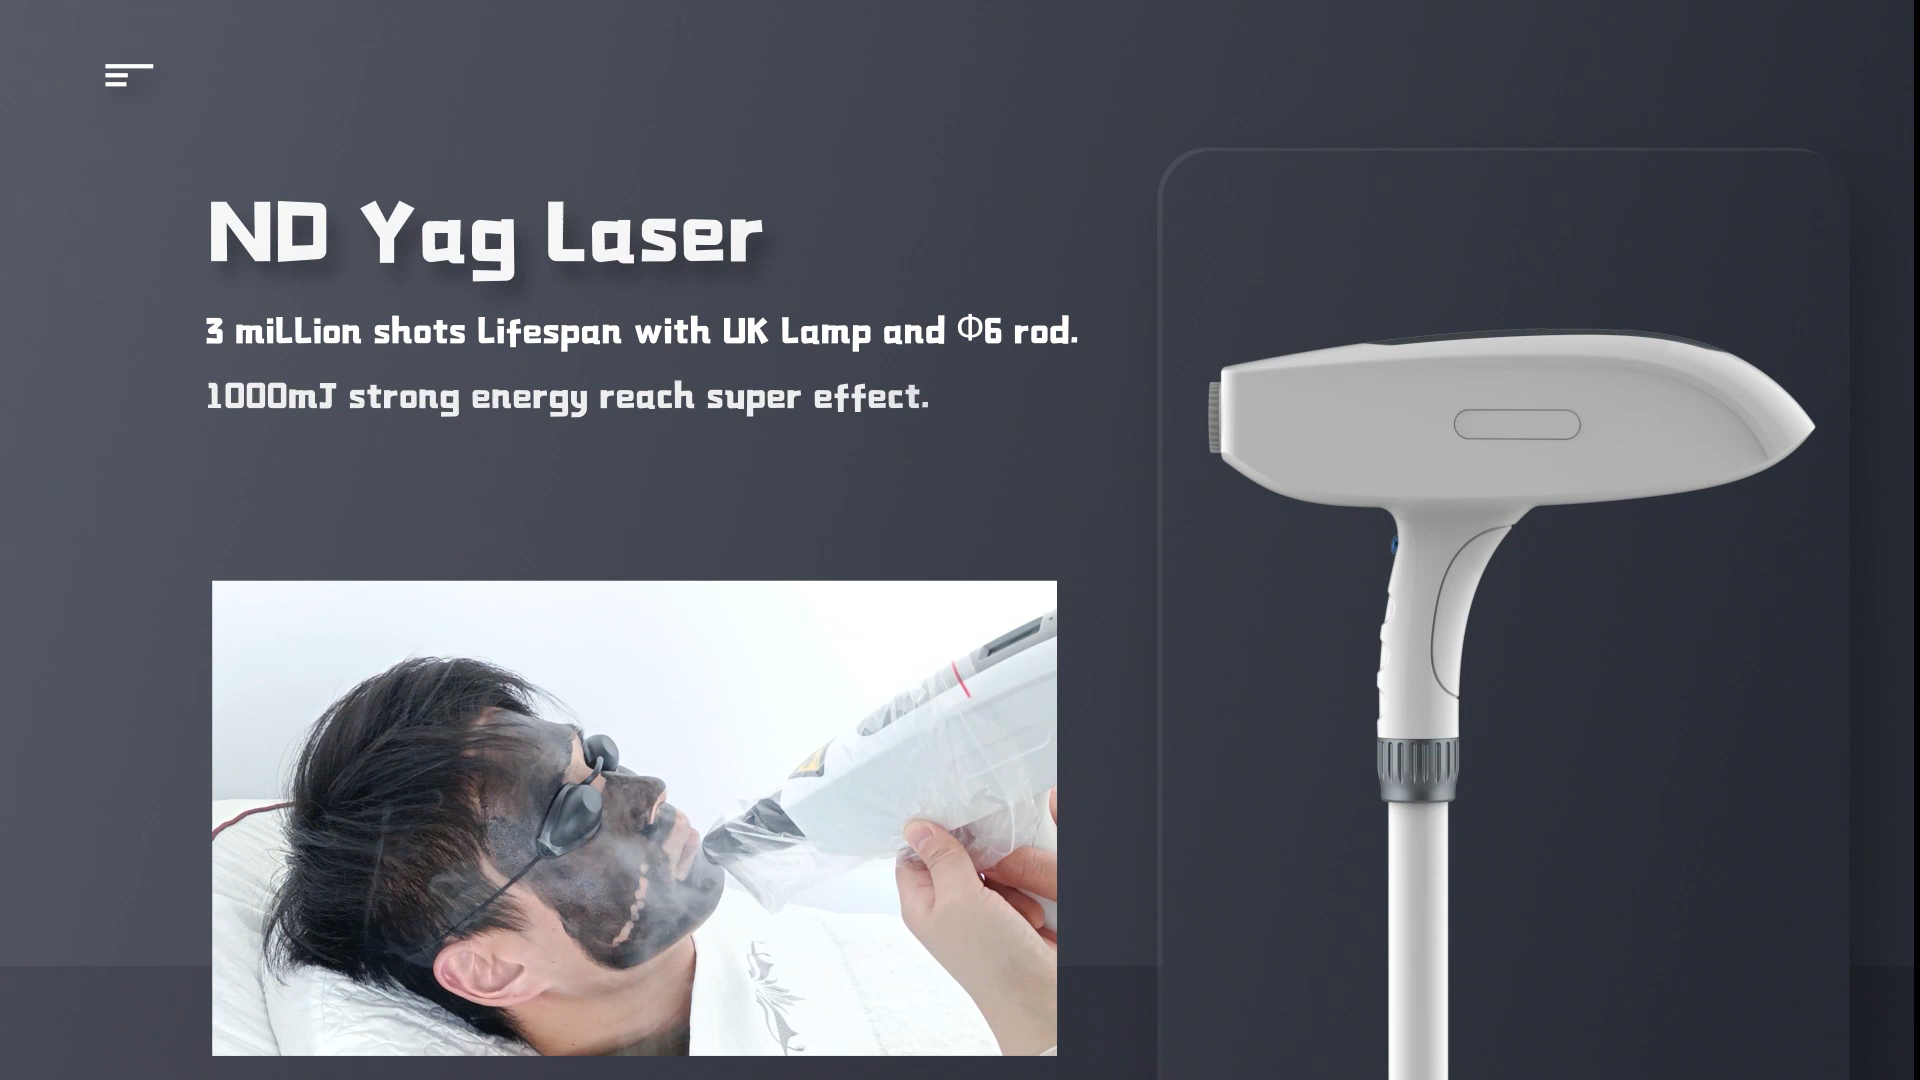 ND Yag Laser
3 million shots Lifespan with UK Lamp and Φ6 rod.
1000mJ strong energy reach super effect.